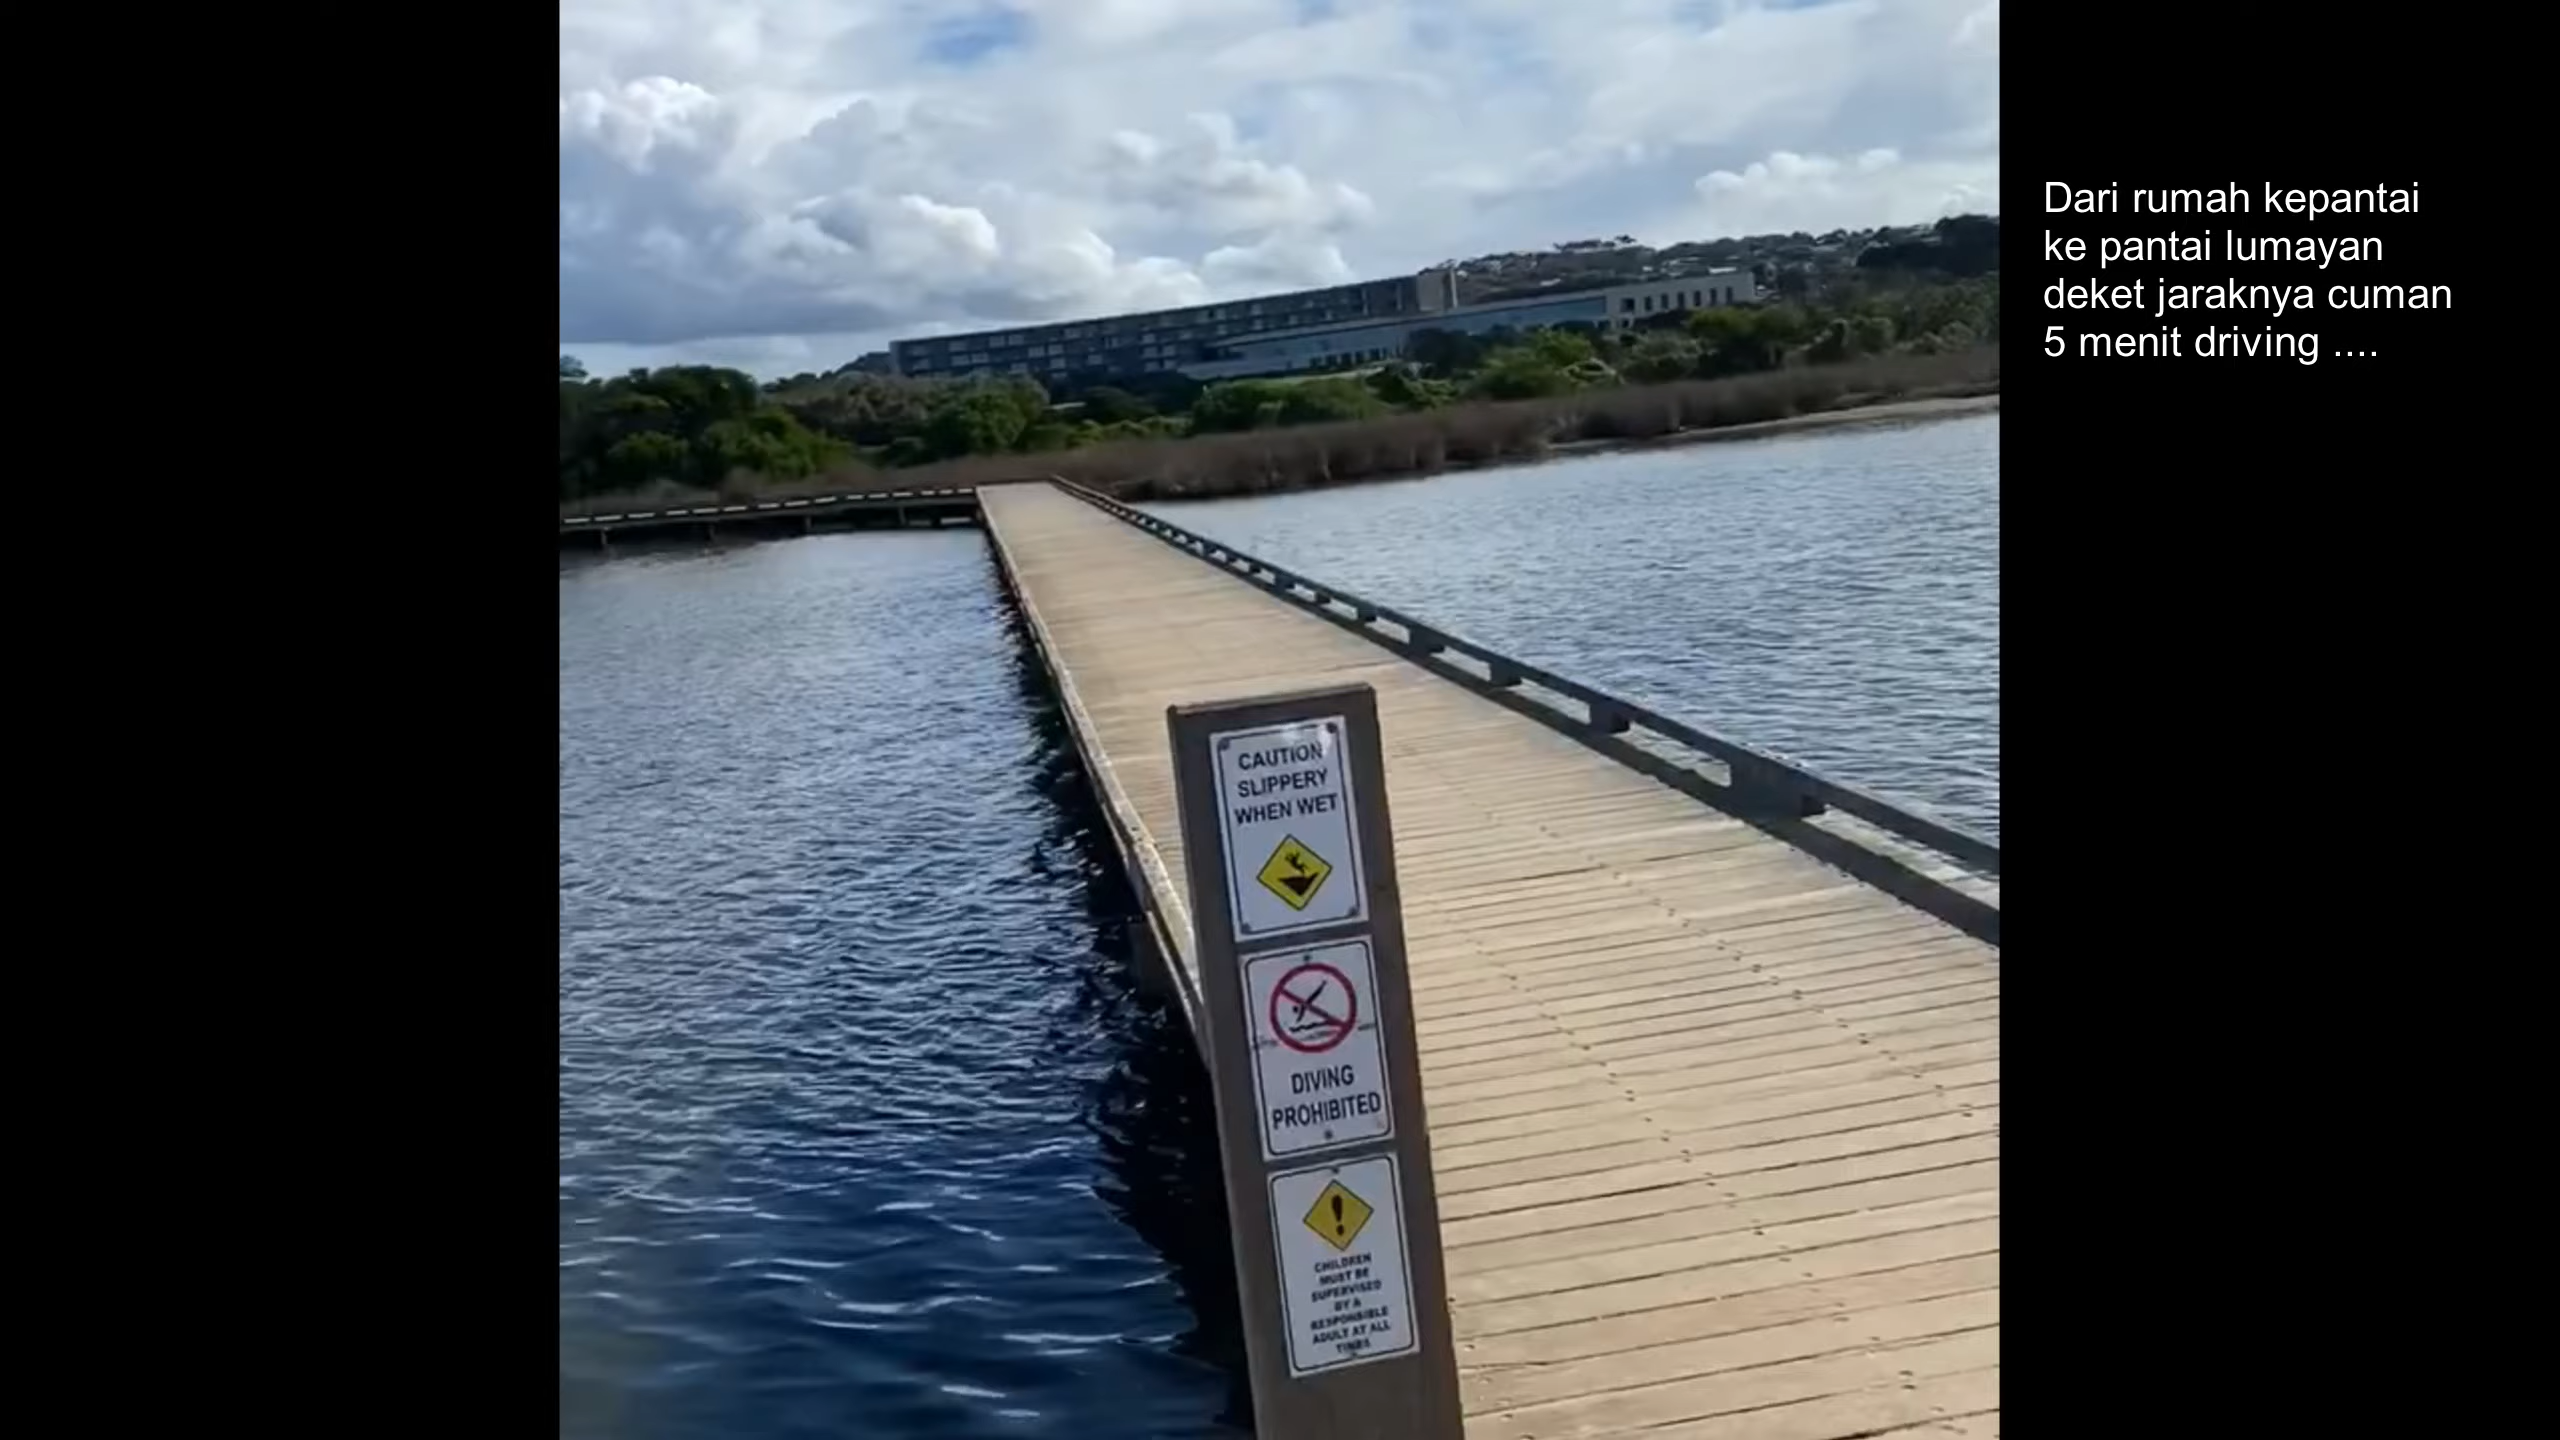 Dari rumah kepantai
ke pantai lumayan
deket jaraknya cuman
5 menit driving ....
CAUTION
SLIPPERY
WHEN WET
DIVING
PROHIBITED
CHILDREN
MUST BE
SUPERVISED
BY A
RESPONSIBLE
ADULT AT ALL
TIMES